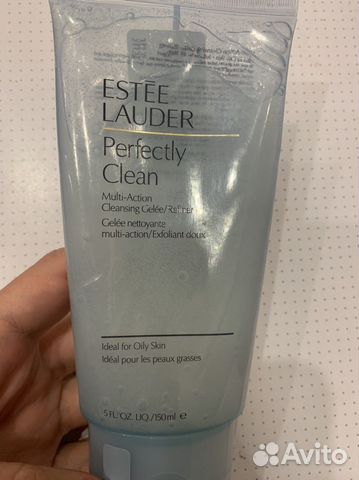 ESTĒE
LAUDER
Perfectly
Clean
Multi-Action
Cleansing Gelée/Refiner
Gelée nettoyante
multi-action/Exfoliant doux
Ideal for Oily Skin
Idéal pour les peaux grasses
5 FL.OZ. LIQ./150ml e
Avito